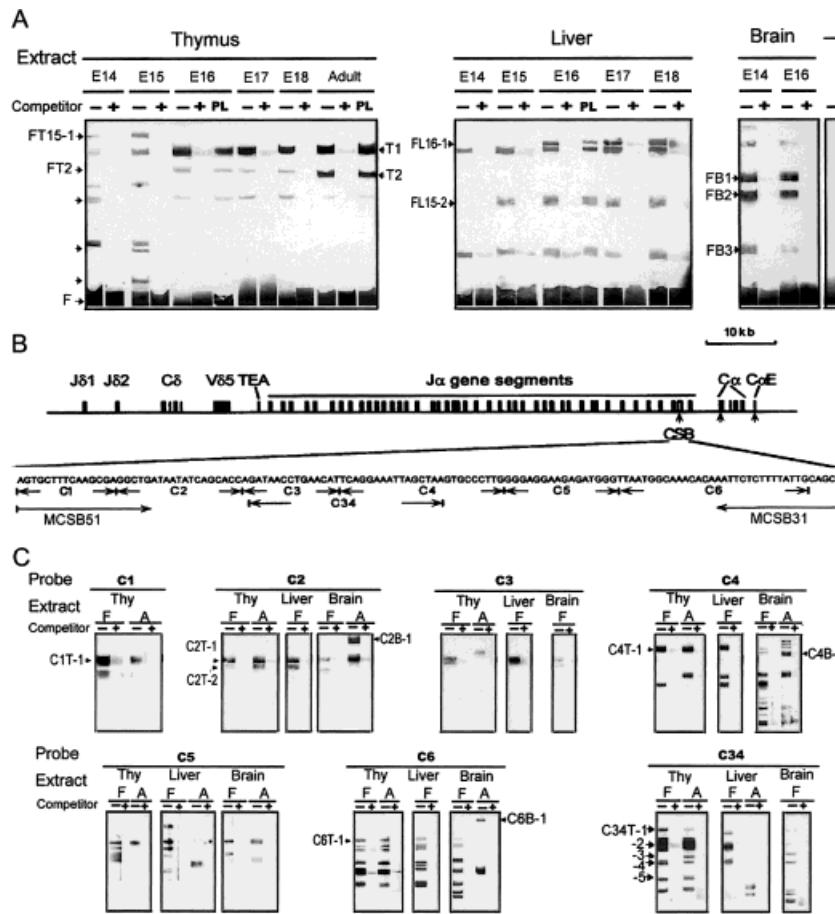 A
Extract Thymus Liver Brain
E14 E15 E16 E17 E18 Adult E14 E15 E16 E17 E18 E14 E16
Competitor − + − + − + PL − + − + − + PL − + − + − + PL − + − + − + − +
FT15-1
FT2
F
T1
T2
FL16-1
FL15-2
FB1
FB2
FB3
B
10 kb
Jδ1 Jδ2 Cδ Vδ5 TEA Jα gene segments Cα CαE
CSB
AGTGCTTTCAAGCGAGGCTGATAATATCAGCACCAGATAACCTGAACATTCAGGAAATTAGCTAAGTGCCCTTGGGGAGGAAGAGATGGGTTAATGGCAAACACAAATTCTCTTTTATTGCAGC
C1 C2 C3 C4 C5 C6
C34
MCSB51 MCSB31
C
Probe C1 C2 C3 C4
Extract Thy Thy Liver Brain Thy Liver Brain Thy Liver Brain
F A F A F F A F A F F F A F F A
Competitor − + − + − + − + − + − + − + − + − + − + − + − + − + − + − + − +
C1T-1
C2T-1
C2T-2
C2B-1
C4T-1
C4B-
Probe C5 C6 C34
Extract Thy Liver Brain Thy Liver Brain Thy Liver Brain
F A F A F A F A F F A F A F A F
Competitor − + − + − + − + − + − + − + − + − + − + − + − + − + − + − + − +
C6T-1
C6B-1
C34T-1
-2
-3
-4
-5